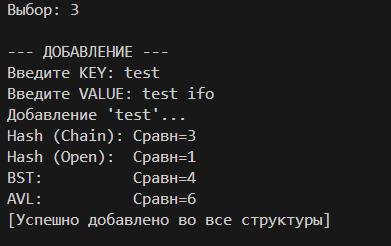 Выбор: 3
--- ДОБАВЛЕНИЕ ---
Введите KEY: test
Введите VALUE: test ifo
Добавление 'test'...
Hash (Chain):  Сравн=3
Hash (Open):   Сравн=1
BST:           Сравн=4
AVL:           Сравн=6
[Успешно добавлено во все структуры]